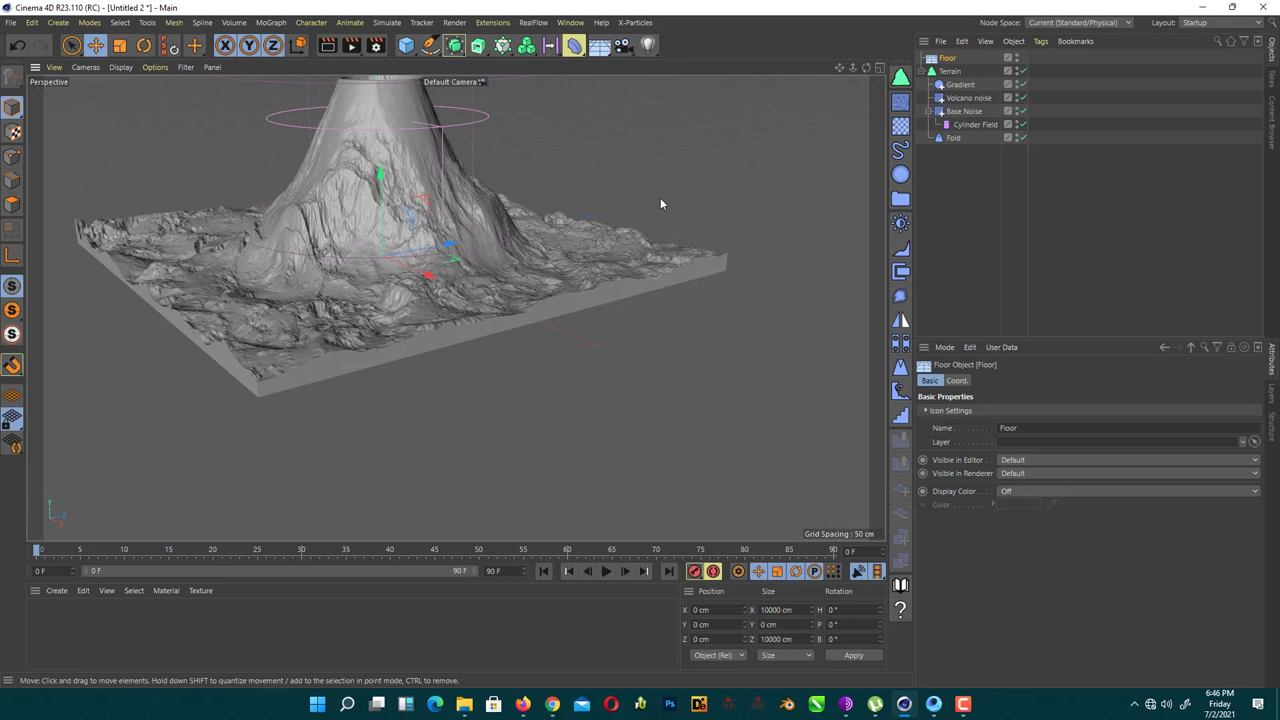 Cinema 4D R23.110 (RC) - [Untitled 2 *] - Main
File Edit Create Modes Select Tools Mesh Spline Volume MoGraph Character Animate Simulate Tracker Render Extensions RealFlow Window Help X-Particles
Node Space: Current (Standard/Physical) Layout: Startup
File Edit View Object Tags Bookmarks
View Cameras Display Options Filter Panel
Perspective
Default Camera
Floor
Terrain
Gradient
Volcano noise
Base Noise
Cylinder Field
Fold
Objects
Takes
Content Browser
Mode Edit User Data
Floor Object [Floor]
Basic Coord.
Basic Properties
Icon Settings
Name Floor
Layer
Visible in Editor Default
Visible in Renderer Default
Display Color Off
Color
Attributes
Layers
Structure
Y
Z
X
Grid Spacing : 50 cm
0 5 10 15 20 25 30 35 40 45 50 55 60 65 70 75 80 85 90 0 F
0 F 0 F 90 F 90 F
Create Edit View Select Material Texture
Position Size Rotation
X 0 cm X 10000 cm H 0 °
Y 0 cm Y 0 cm P 0 °
Z 0 cm Z 10000 cm B 0 °
Object (Rel) Size Apply
Move: Click and drag to move elements. Hold down SHIFT to quantize movement / add to the selection in point mode, CTRL to remove.
6:46 PM
Friday
7/2/2021